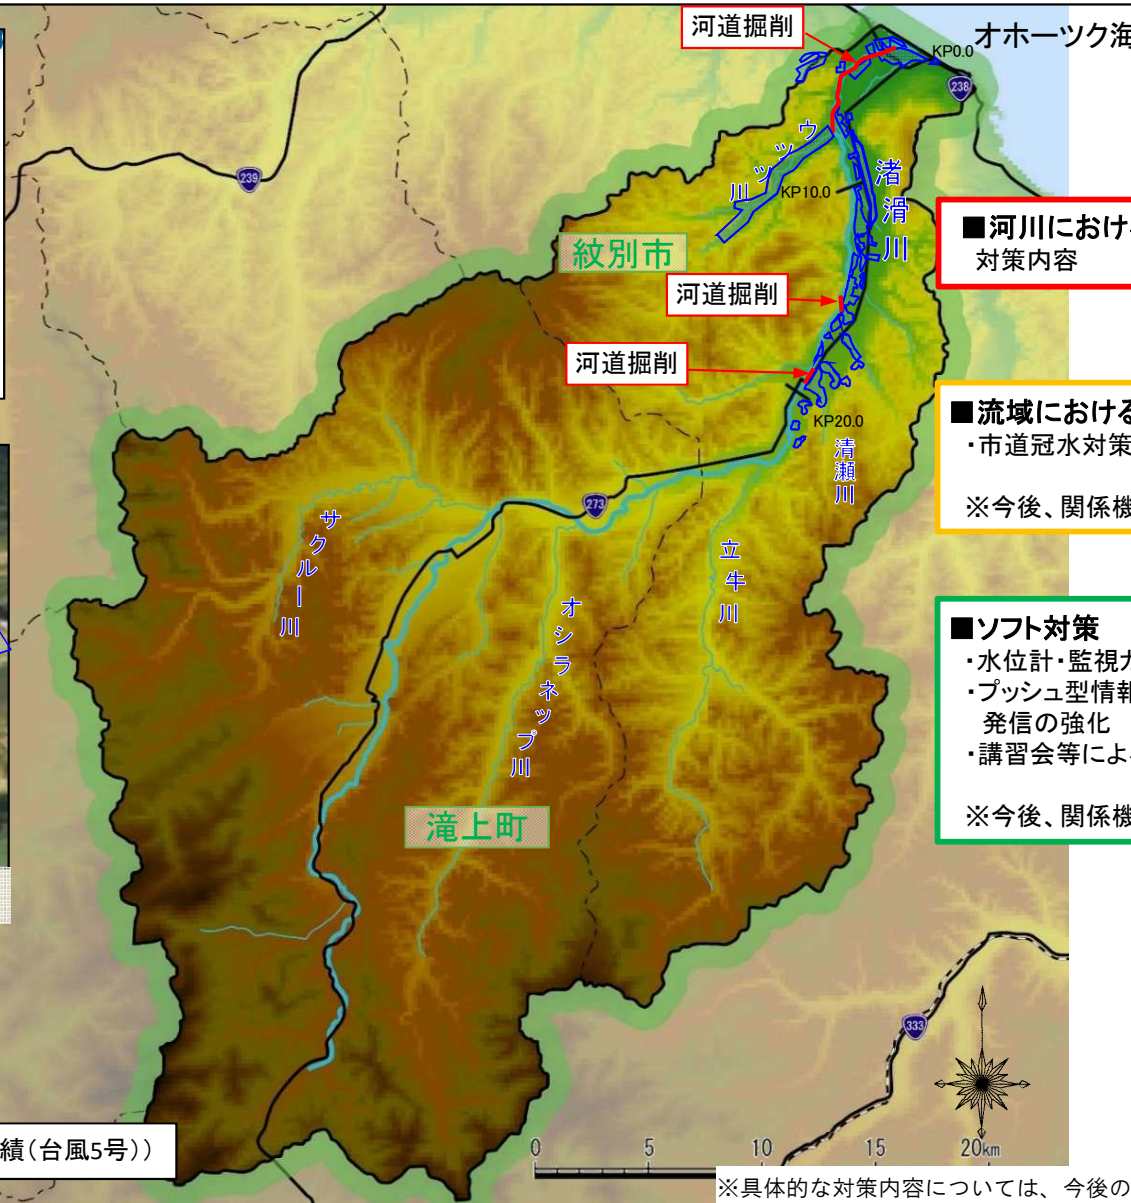 河道掘削
オホーツク海
KP0.0
238
239
ウツツ川
渚滑川
KP10.0
紋別市
■河川におけ
対策内容
河道掘削
河道掘削
KP20.0
清瀬川
■流域における
・市道冠水対策
※今後、関係機
273
サクルー川
オシラネップ川
立牛川
■ソフト対策
・水位計・監視カ
・プッシュ型情報
発信の強化
・講習会等によ
※今後、関係機
滝上町
333
績(台風5号))
0 5 10 15 20km
※具体的な対策内容については、今後の